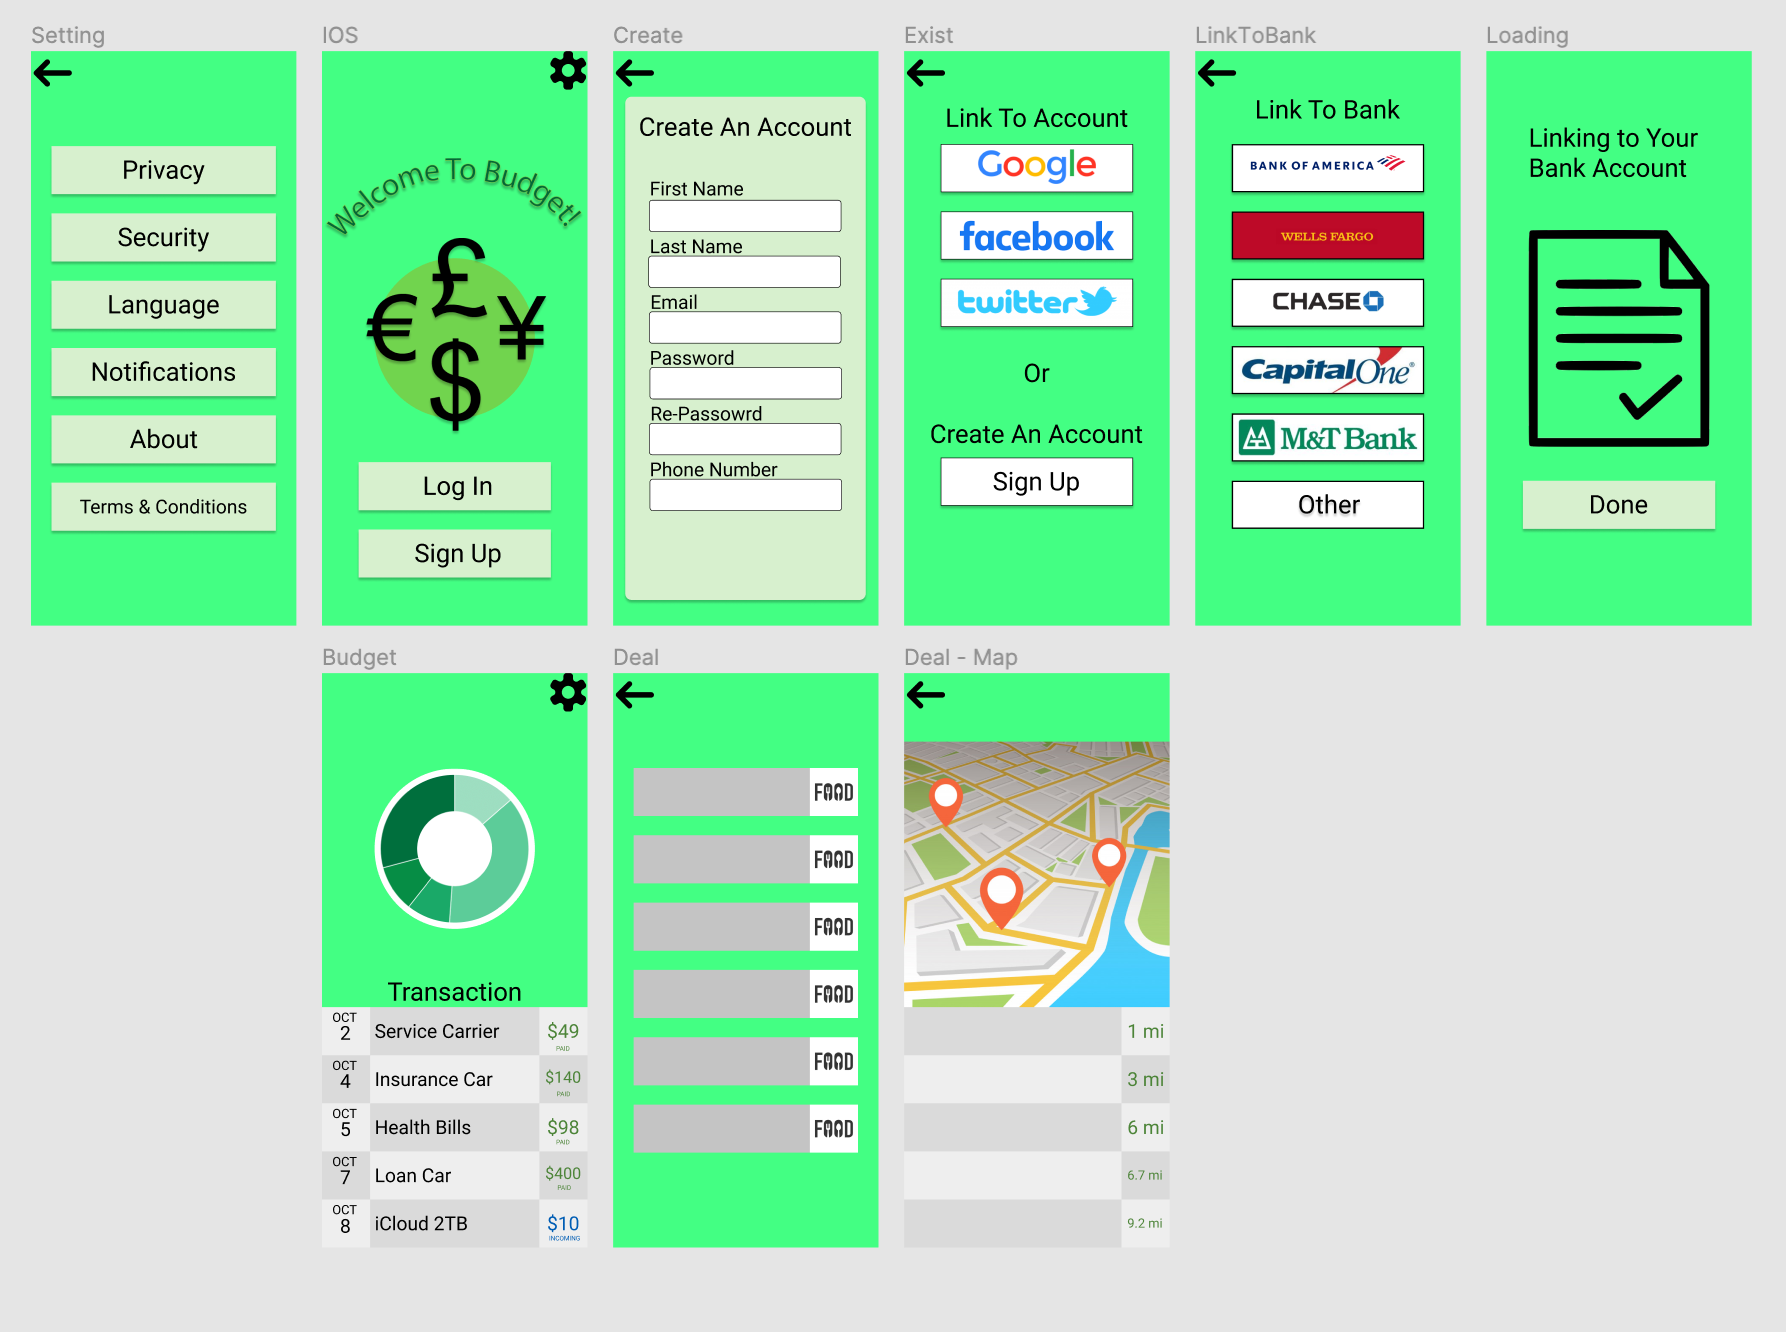 Setting
Privacy
Security
Language
Notifications
About
Terms & Conditions
IOS
Welcome To Budget!
£
€ ¥
$
Log In
Sign Up
Create
Create An Account
First Name
Last Name
Email
Password
Re-Passowrd
Phone Number
Exist
Link To Account
Google
facebook
twitter
Or
Create An Account
Sign Up
LinkToBank
Link To Bank
BANK OF AMERICA
WELLS FARGO
CHASE
Capital One®
M&T Bank
Other
Loading
Linking to Your
Bank Account
Done
Budget
Transaction
OCT 2 Service Carrier $49 PAID
OCT 4 Insurance Car $140 PAID
OCT 5 Health Bills $98 PAID
OCT 7 Loan Car $400 PAID
OCT 8 iCloud 2TB $10 INCOMING
Deal
FOOD
FOOD
FOOD
FOOD
FOOD
FOOD
Deal - Map
1 mi
3 mi
6 mi
6.7 mi
9.2 mi